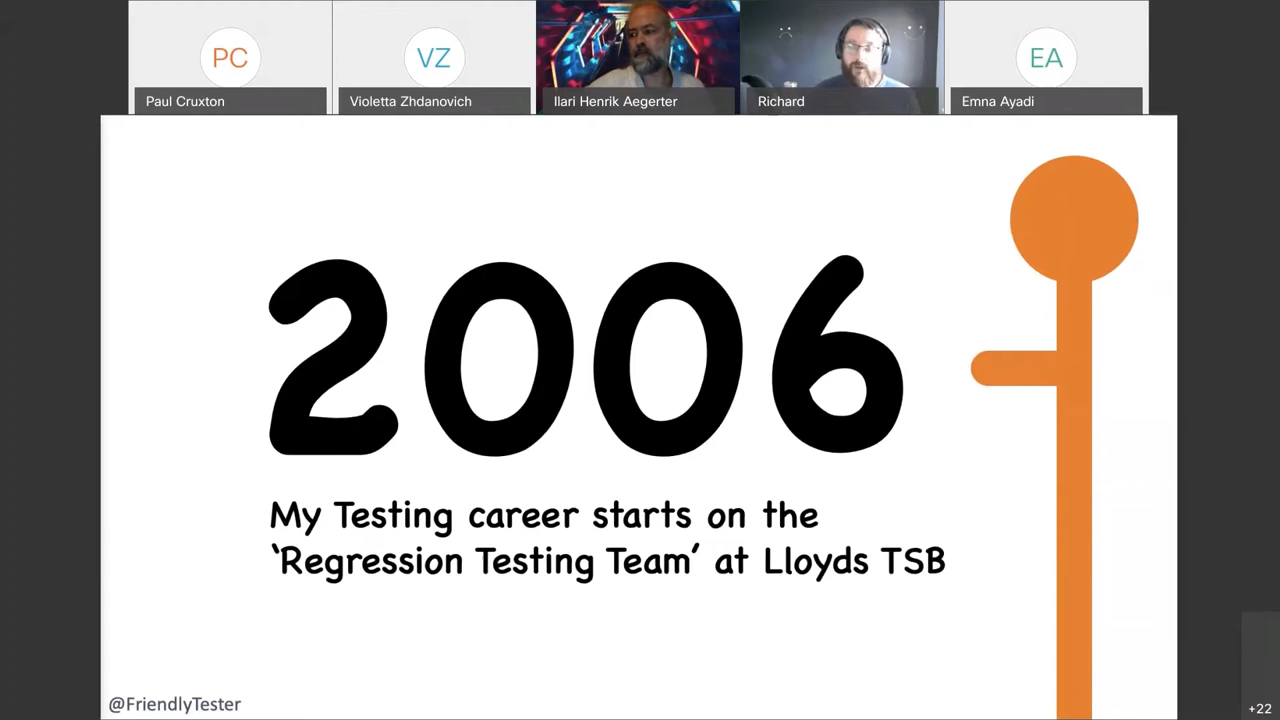 PC
Paul Cruxton
VZ
Violetta Zhdanovich
Ilari Henrik Aegerter
Richard
EA
Emna Ayadi
2006
My Testing career starts on the
‘Regression Testing Team’ at Lloyds TSB
@FriendlyTester
+22